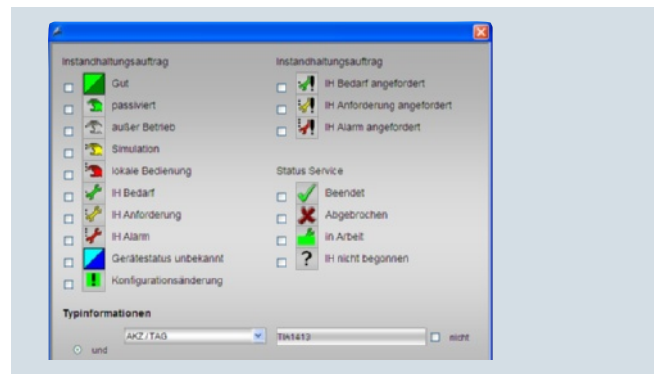 Instandhaltungsauftrag
Gut
passiviert
außer Betrieb
Simulation
lokale Bedienung
IH Bedarf
IH Anforderung
IH Alarm
Gerätestatus unbekannt
Konfigurationsänderung
Instandhaltungsauftrag
IH Bedarf angefordert
IH Anforderung angefordert
IH Alarm angefordert
Status Service
Beendet
Abgebrochen
in Arbeit
? IH nicht begonnen
Typinformationen
AKZ / TAG TIA1413 nicht
und